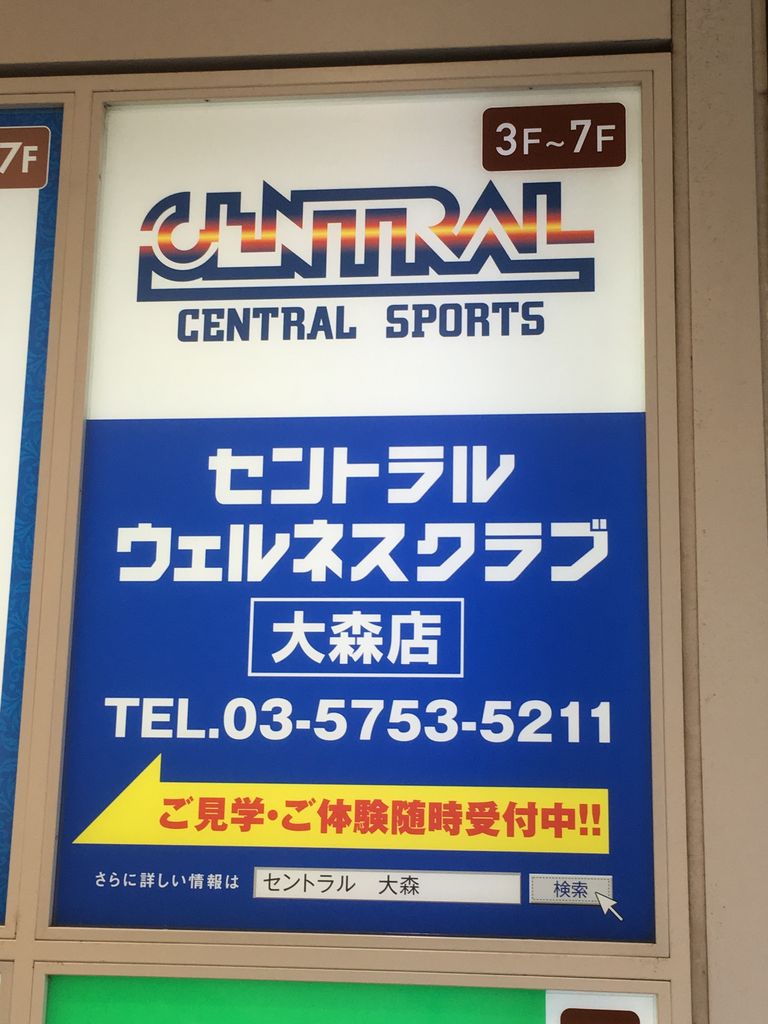 7F
3F~7F
CENTRAL
CENTRAL SPORTS
セントラル
ウェルネスクラブ
大森店
TEL.03-5753-5211
ご見学・ご体験随時受付中!!
さらに詳しい情報は セントラル 大森 検索